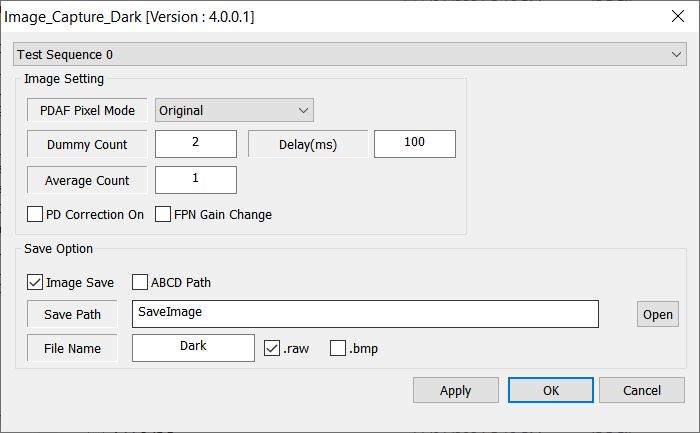 Image_Capture_Dark [Version : 4.0.0.1]
Test Sequence 0
Image Setting
PDAF Pixel Mode Original
Dummy Count 2 Delay(ms) 100
Average Count 1
PD Correction On FPN Gain Change
Save Option
Image Save ABCD Path
Save Path SaveImage Open
File Name Dark .raw .bmp
Apply OK Cancel